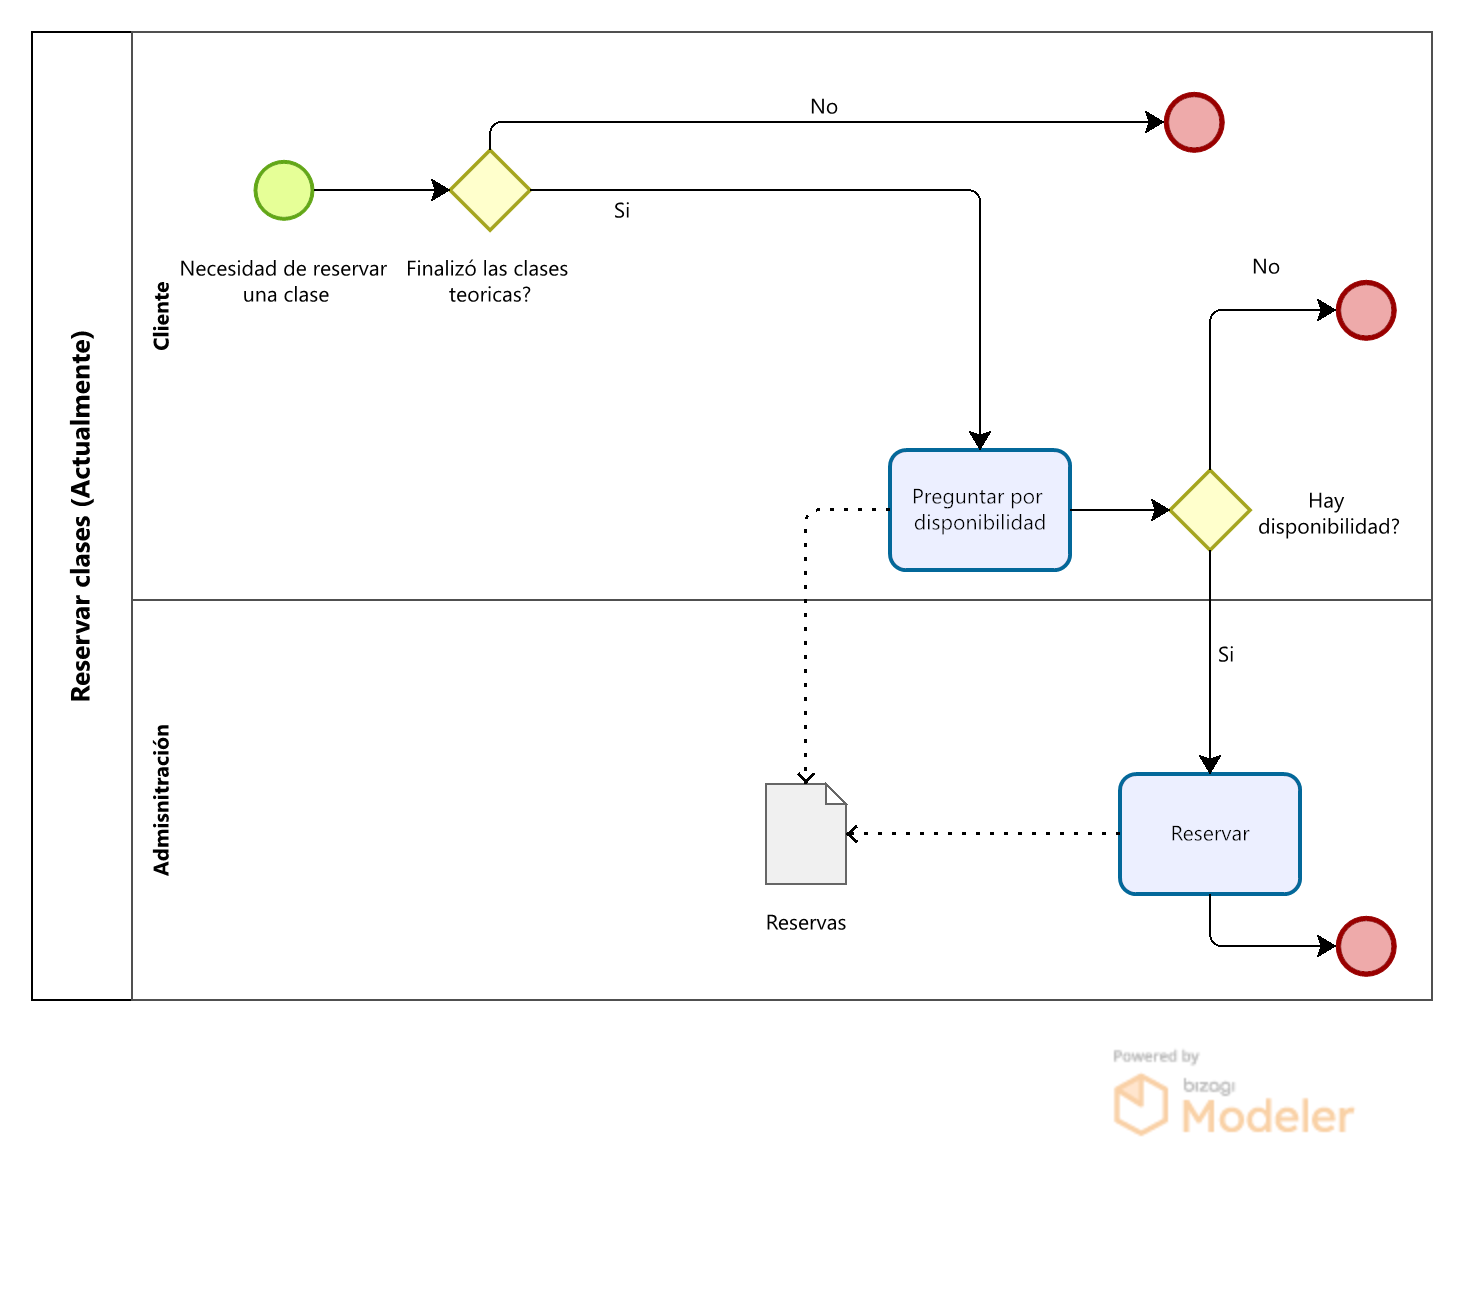 Reservar clases (Actualmente)
Cliente
No
Si
Necesidad de reservar
una clase
Finalizó las clases
teoricas?
No
Preguntar por
disponibilidad
Hay
disponibilidad?
Admisnitración
Si
Reservar
Reservas
Powered by
bizagi
Modeler